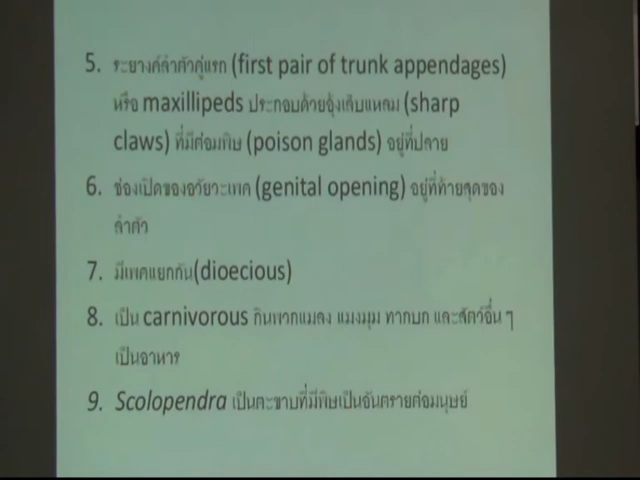 5. ระยางค์ลำตัวคู่แรก (first pair of trunk appendages)
หรือ maxillipeds ประกอบด้วยอุ้งเล็บแหลม (sharp
claws) ที่มีต่อมพิษ (poison glands) อยู่ที่ปลาย
6. ช่องเปิดของอวัยวะเพศ (genital opening) อยู่ที่ท้ายสุดของ
ลำตัว
7. มีเพศแยกกัน(dioecious)
8. เป็น carnivorous กินพวกแมลง แมงมุม ทากบก และสัตว์อื่น ๆ
เป็นอาหาร
9. Scolopendra เป็นตะขาบที่มีพิษเป็นอันตรายต่อมนุษย์